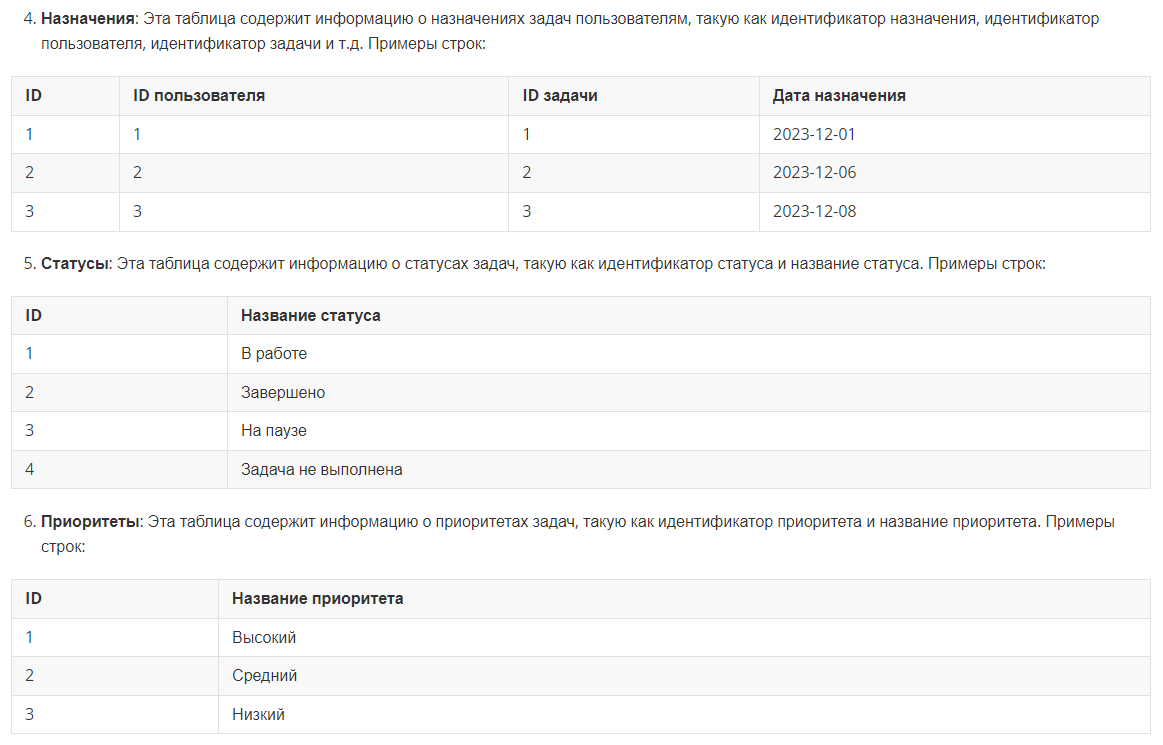 4. Назначения: Эта таблица содержит информацию о назначениях задач пользователям, такую как идентификатор назначения, идентификатор
пользователя, идентификатор задачи и т.д. Примеры строк:
ID ID пользователя ID задачи Дата назначения
1 1 1 2023-12-01
2 2 2 2023-12-06
3 3 3 2023-12-08
5. Статусы: Эта таблица содержит информацию о статусах задач, такую как идентификатор статуса и название статуса. Примеры строк:
ID Название статуса
1 В работе
2 Завершено
3 На паузе
4 Задача не выполнена
6. Приоритеты: Эта таблица содержит информацию о приоритетах задач, такую как идентификатор приоритета и название приоритета. Примеры
строк:
ID Название приоритета
1 Высокий
2 Средний
3 Низкий